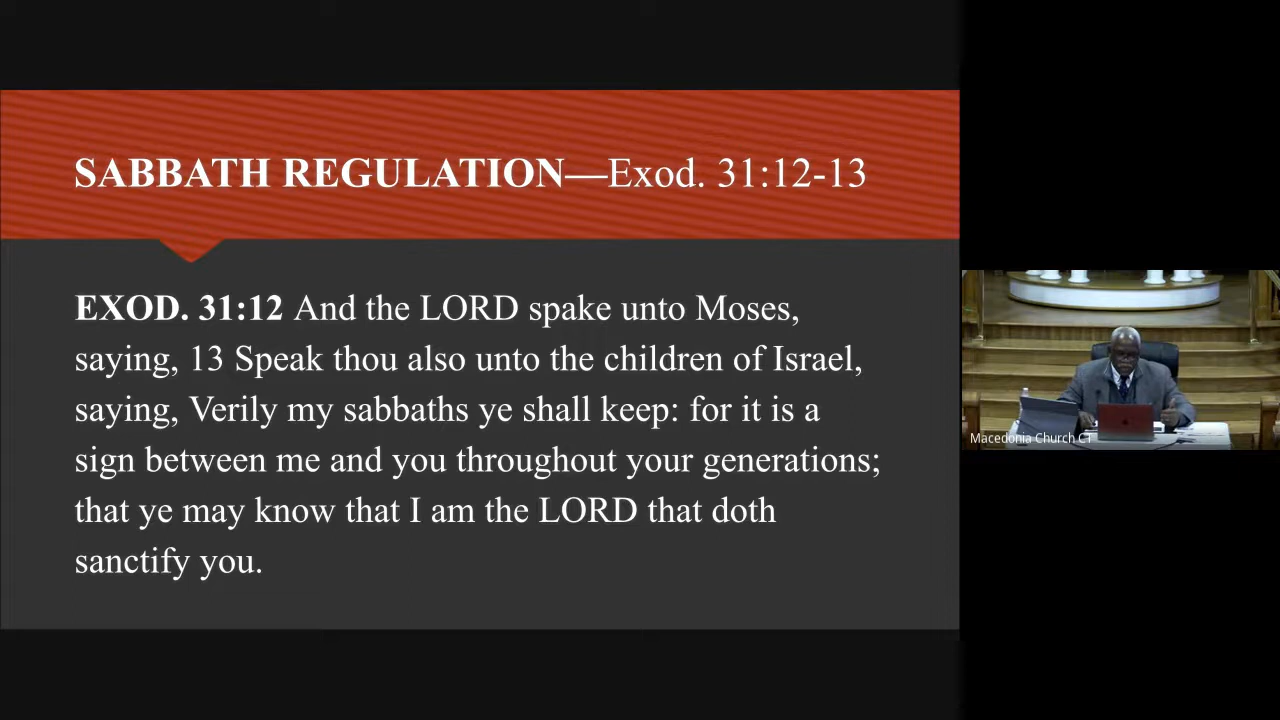 SABBATH REGULATION—Exod. 31:12-13
EXOD. 31:12 And the LORD spake unto Moses,
saying, 13 Speak thou also unto the children of Israel,
saying, Verily my sabbaths ye shall keep: for it is a
sign between me and you throughout your generations;
that ye may know that I am the LORD that doth
sanctify you.
Macedonia Church CT